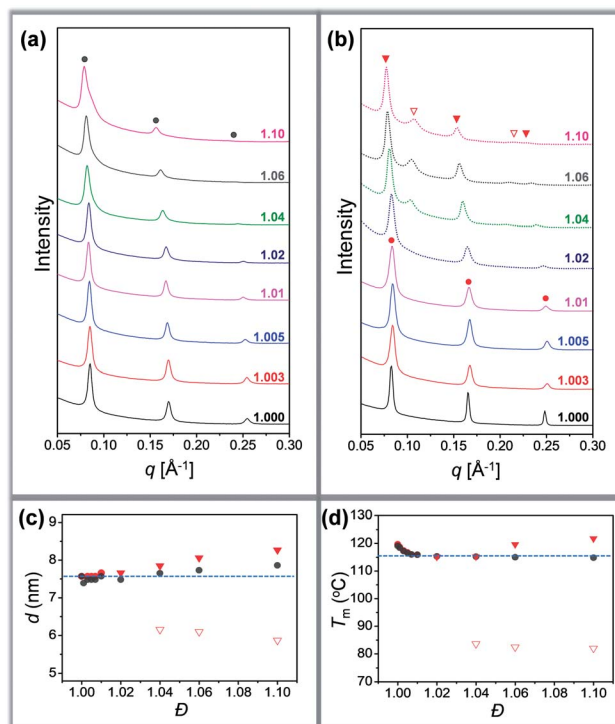 (a)
1.10
1.06
1.04
1.02
1.01
1.005
1.003
1.000
Intensity
0.05 0.10 0.15 0.20 0.25 0.30
q [Å-1]
(b)
1.10
1.06
1.04
1.02
1.01
1.005
1.003
1.000
Intensity
0.05 0.10 0.15 0.20 0.25 0.30
q [Å-1]
(c)
9
8
7
6
5
d (nm)
1.00 1.02 1.04 1.06 1.08 1.10
Đ
(d)
130
120
110
100
90
80
70
Tm (oC)
1.00 1.02 1.04 1.06 1.08 1.10
Đ